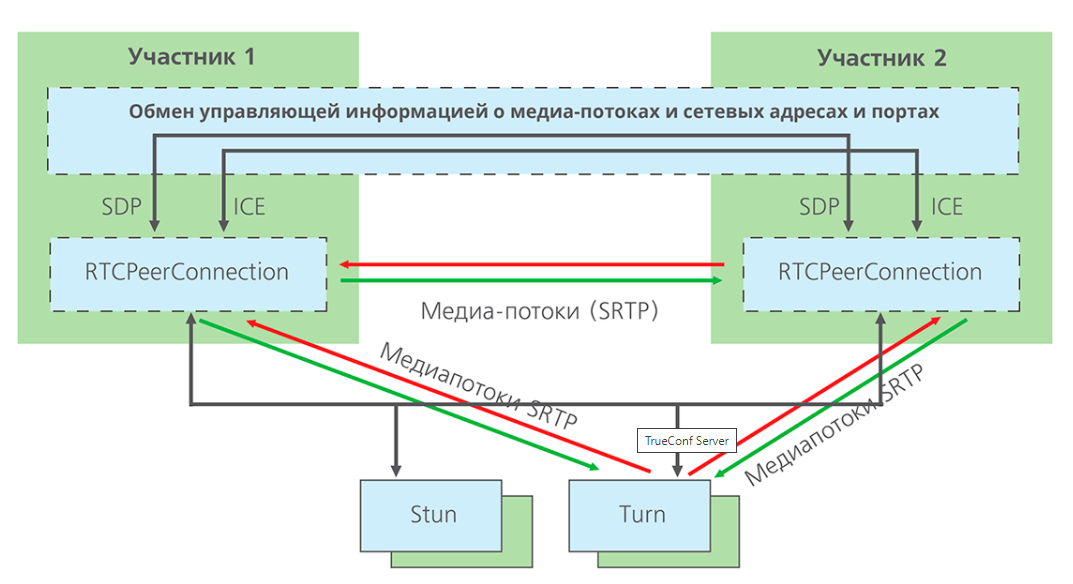 Участник 1
Участник 2
Обмен управляющей информацией о медиа-потоках и сетевых адресах и портах
SDP
ICE
SDP
ICE
RTCPeerConnection
RTCPeerConnection
Медиа-потоки (SRTP)
Медиапотоки SRTP
Медиапотоки SRTP
TrueConf Server
Stun
Turn